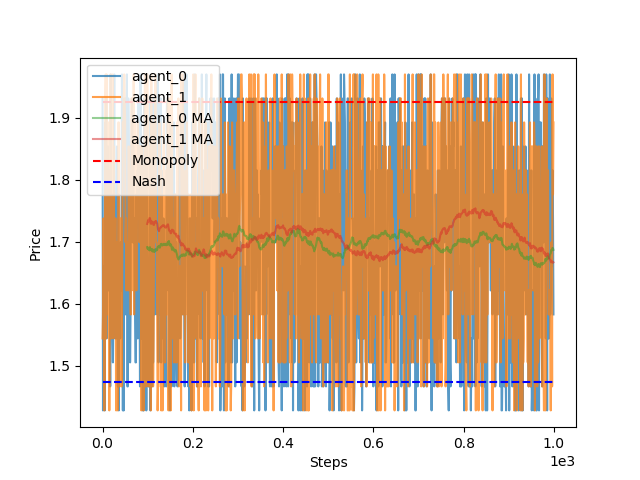 agent_0
agent_1
agent_0 MA
agent_1 MA
Monopoly
Nash
Price
1.9
1.8
1.7
1.6
1.5
0.0 0.2 0.4 0.6 0.8 1.0
Steps
1e3